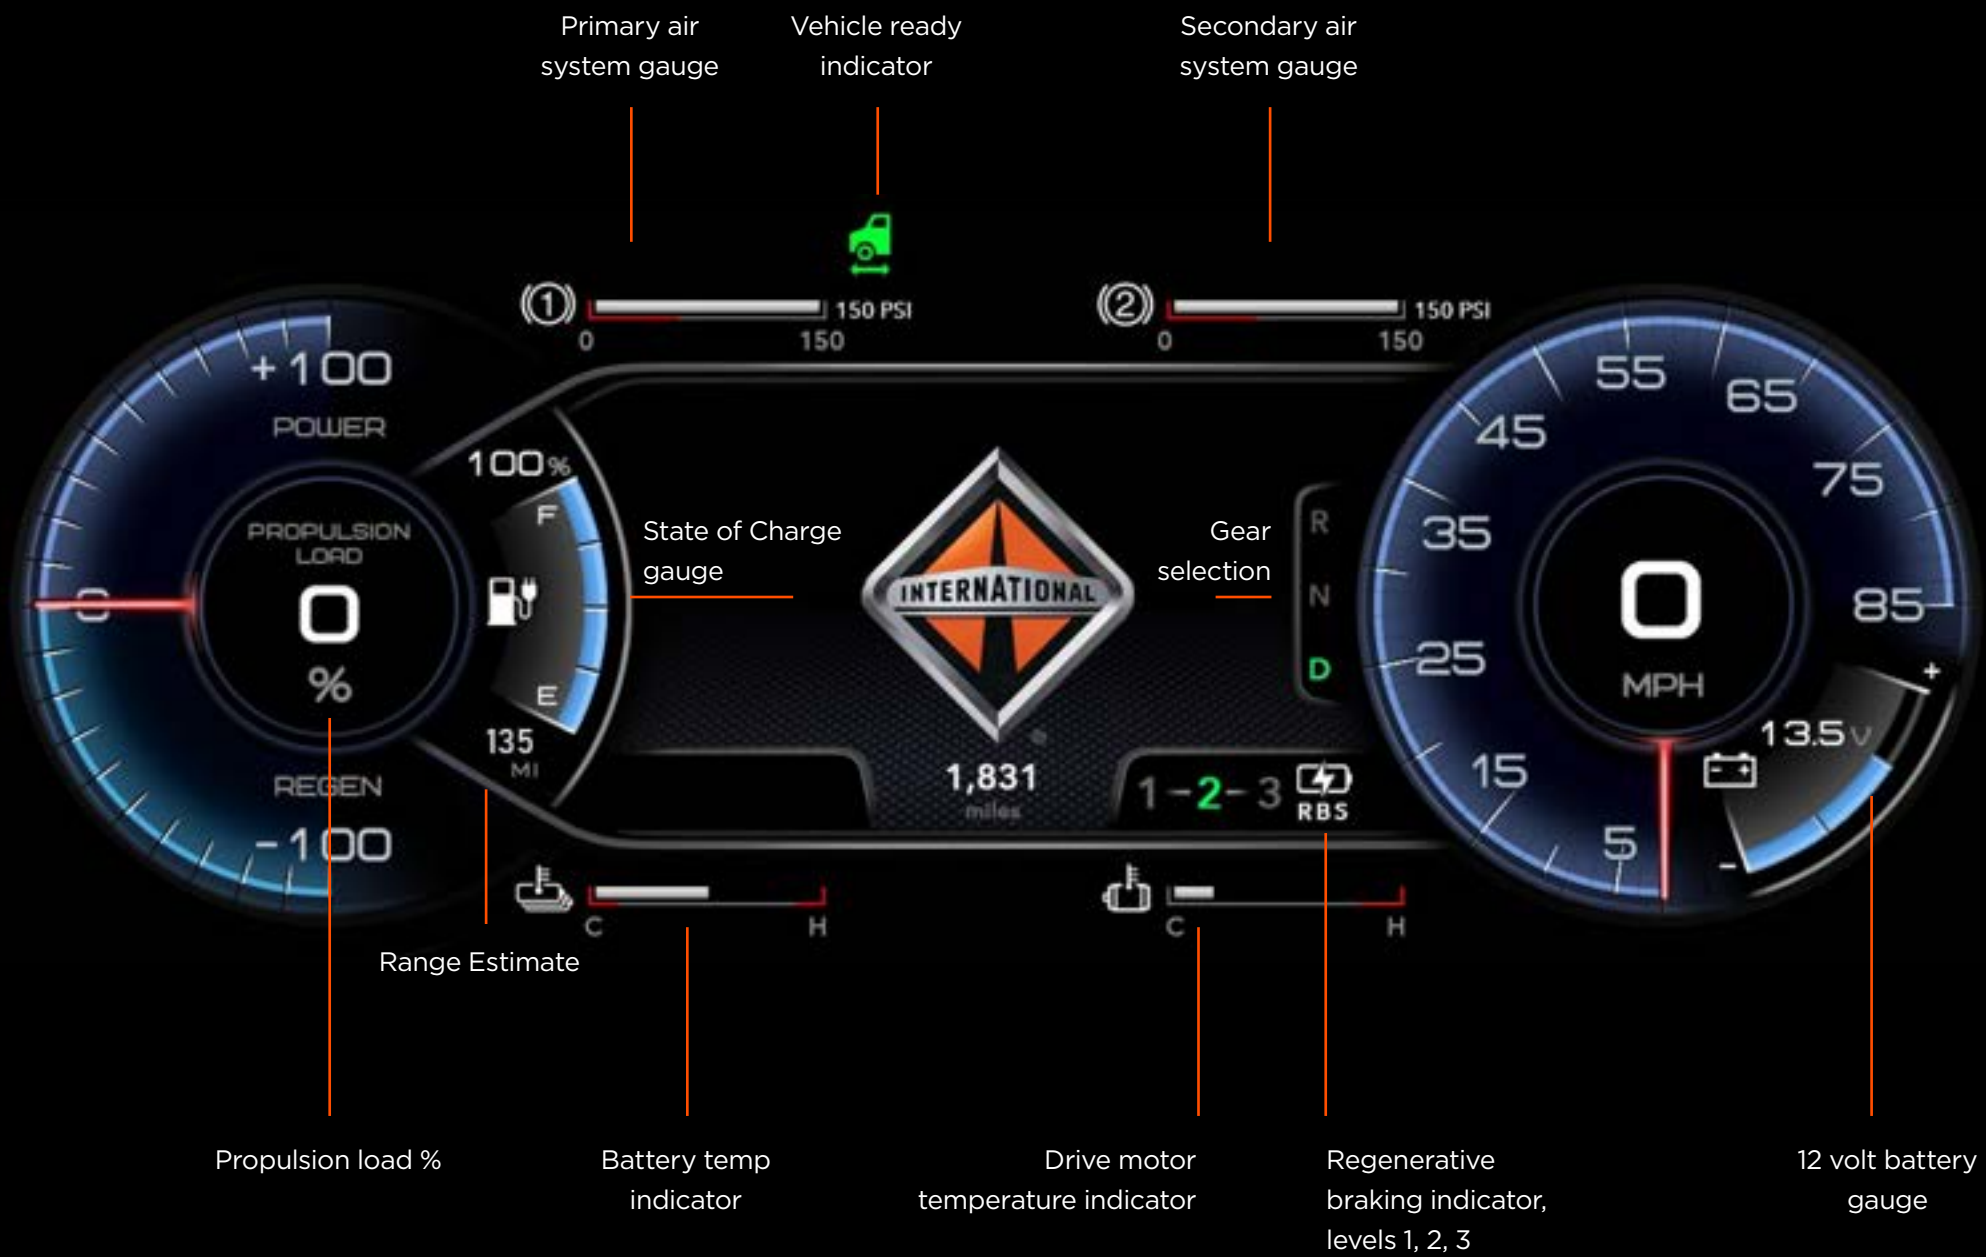 Primary air
system gauge
Vehicle ready
indicator
Secondary air
system gauge
1
150 PSI
0
150
2
150 PSI
0
150
+100
POWER
PROPULSION
LOAD
0
0
%
REGEN
-100
100%
F
E
135
MI
State of Charge
gauge
INTERNATIONAL
®
Gear
selection
R
N
D
1,831
miles
1-2-3
RBS
55
65
45
75
35
85
25
15
5
0
MPH
13.5 V
+
-
C
H
C
H
Range Estimate
Propulsion load %
Battery temp
indicator
Drive motor
temperature indicator
Regenerative
braking indicator,
levels 1, 2, 3
12 volt battery
gauge